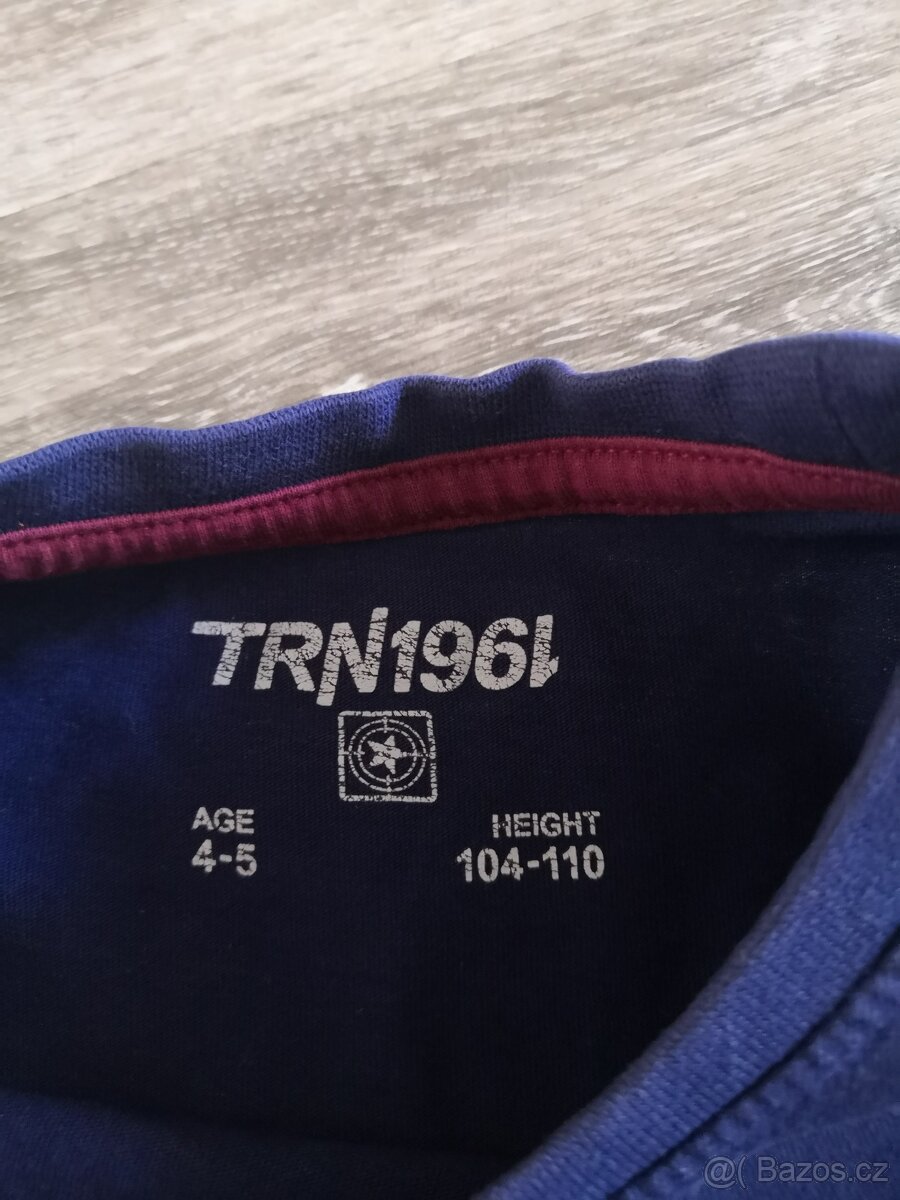 TRN1961
AGE
4-5
HEIGHT
104-110
@( Bazos.cz